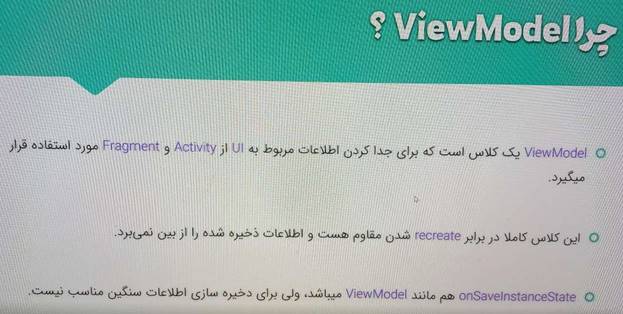 چرا ViewModel ؟
ViewModel یک کلاس است که برای جدا کردن اطلاعات مربوط به UI از Activity و Fragment مورد استفاده قرار
میگیرد.
این کلاس کاملا در برابر recreate شدن مقاوم هست و اطلاعات ذخیره شده را از بین نمی‌برد.
onSaveInstanceState هم مانند ViewModel میباشد، ولی برای دخیره سازی اطلاعات سنگین مناسب نیست.